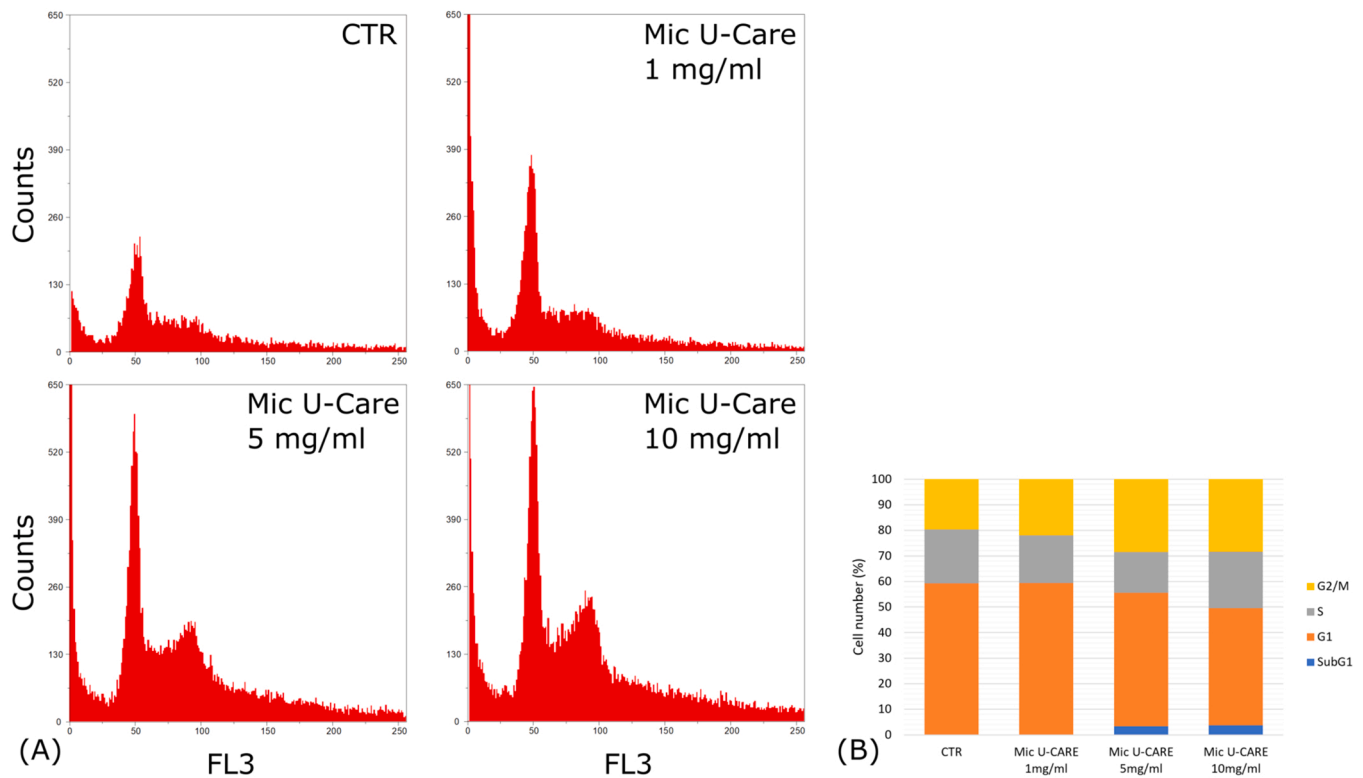 CTR
650
520
390
260
130
0
0 50 100 150 200 250
Counts
Mic U-Care
1 mg/ml
650
520
390
260
130
0
0 50 100 150 200 250
Mic U-Care
5 mg/ml
650
520
390
260
130
0
0 50 100 150 200 250
Counts
FL3
Mic U-Care
10 mg/ml
650
520
390
260
130
0
0 50 100 150 200 250
FL3
(A)
100
90
80
70
60
50
40
30
20
10
0
Cell number (%)
CTR
Mic U-CARE
1mg/ml
Mic U-CARE
5mg/ml
Mic U-CARE
10mg/ml
G2/M
S
G1
SubG1
(B)